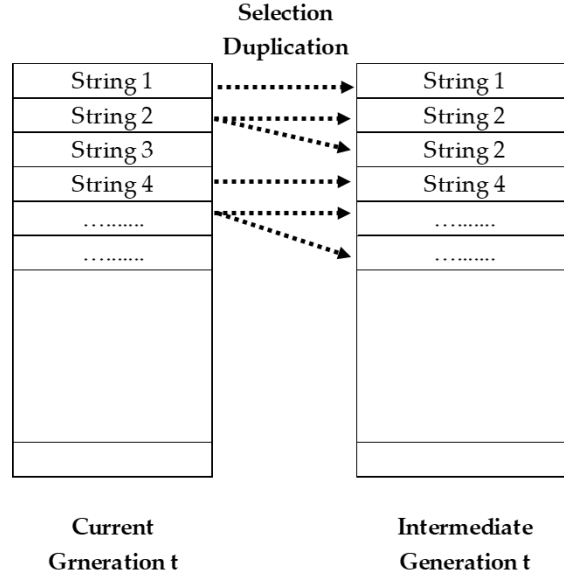 Selection
Duplication
String 1
String 2
String 3
String 4
….......
….......
String 1
String 2
String 2
String 4
….......
….......
Current
Grneration t
Intermediate
Generation t